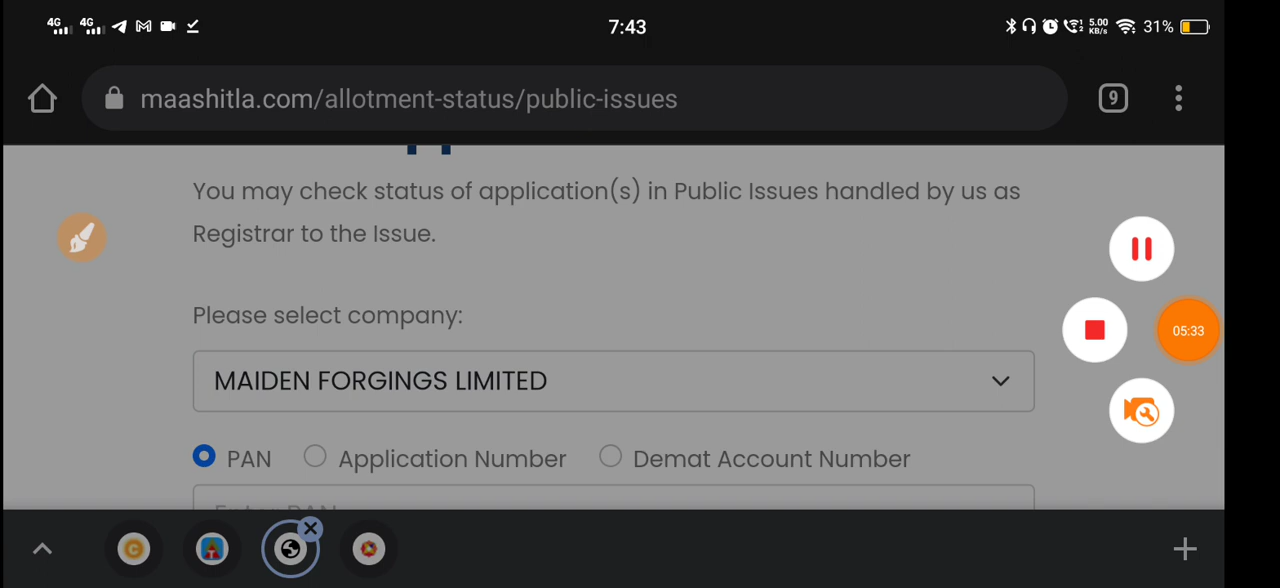 4G 4G 7:43 5.00 KB/s 31%
maashitla.com/allotment-status/public-issues 9
You may check status of application(s) in Public Issues handled by us as
Registrar to the Issue.
Please select company:
MAIDEN FORGINGS LIMITED
05:33
PAN Application Number Demat Account Number
Enter PAN